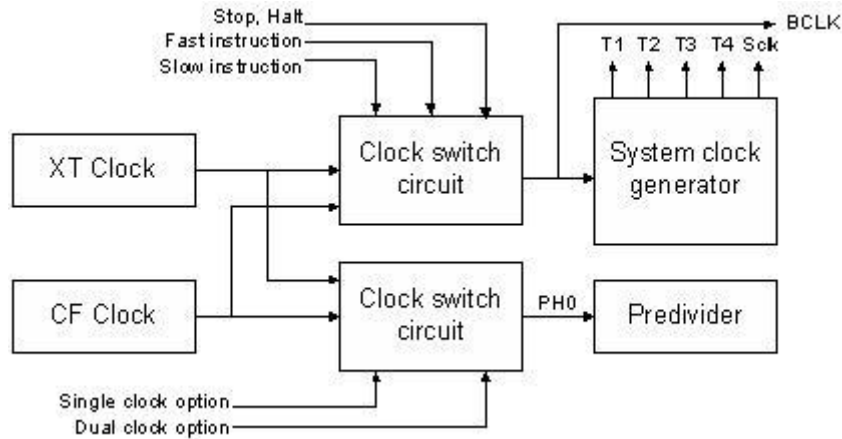 Stop, Halt
BCLK
Fast instruction
T1 T2 T3 T4 Sclk
Slow instruction
XT Clock
Clock switch
circuit
System clock
generator
CF Clock
Clock switch
circuit
PH0
Predivider
Single clock option
Dual clock option